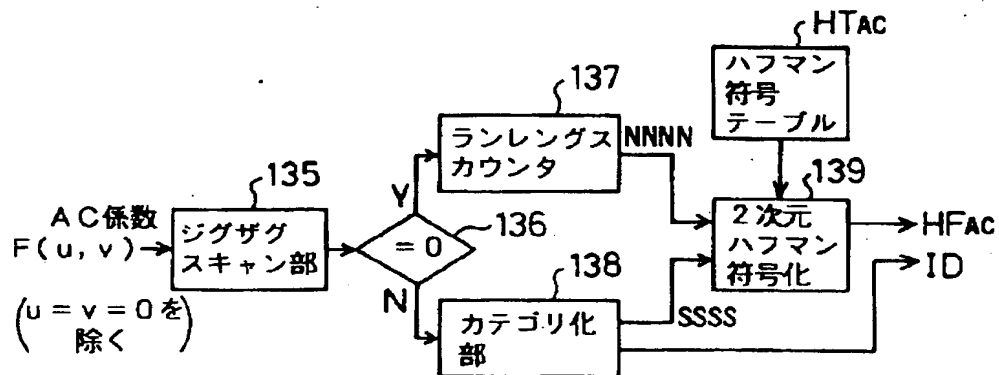 HTAC
ハフマン
符号
テーブル
137
ランレングス
カウンタ
NNNN
135
ジグザグ
スキャン部
AC係数
F(u,v)
(u=v=0を
除く)
Y
=0
136
N
139
2次元
ハフマン
符号化
HFAC
ID
138
カテゴリ化
部
SSSS